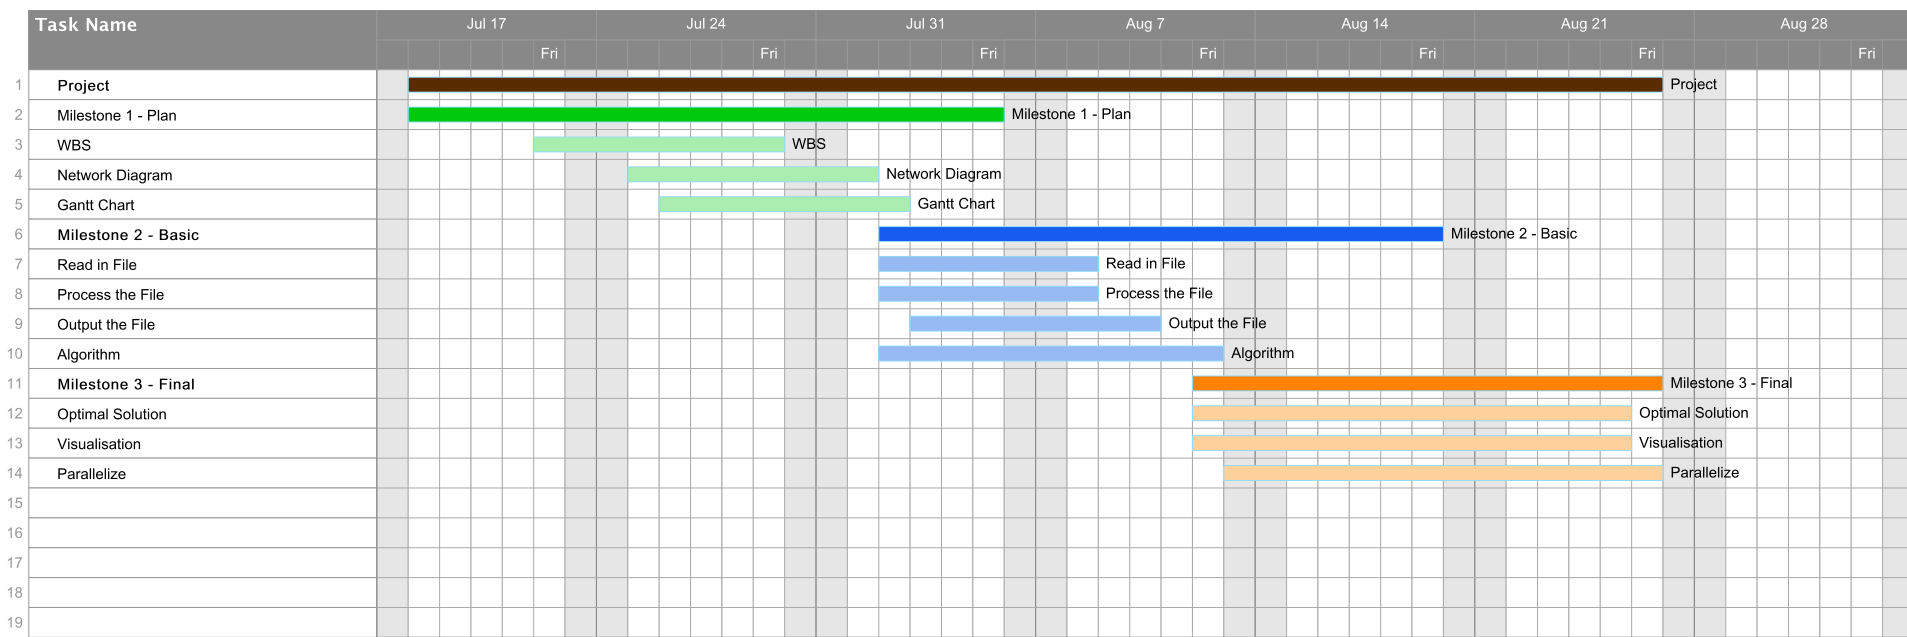 Task Name Jul 17 Jul 24 Jul 31 Aug 7 Aug 14 Aug 21 Aug 28
Fri Fri Fri Fri Fri Fri Fri
1 Project Project
2 Milestone 1 - Plan Milestone 1 - Plan
3 WBS WBS
4 Network Diagram Network Diagram
5 Gantt Chart Gantt Chart
6 Milestone 2 - Basic Milestone 2 - Basic
7 Read in File Read in File
8 Process the File Process the File
9 Output the File Output the File
10 Algorithm Algorithm
11 Milestone 3 - Final Milestone 3 - Final
12 Optimal Solution Optimal Solution
13 Visualisation Visualisation
14 Parallelize Parallelize
15
16
17
18
19